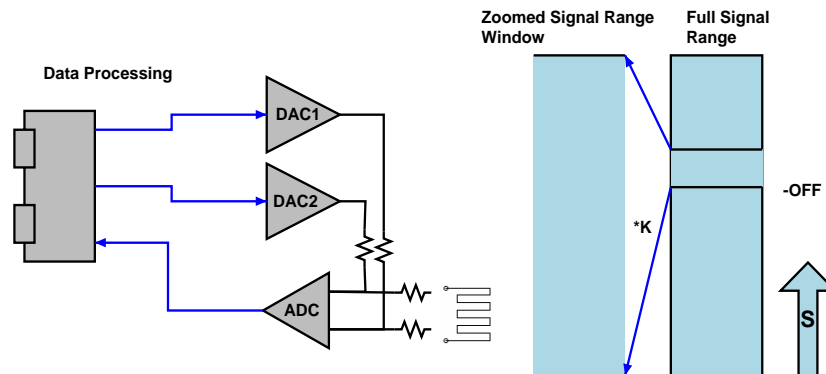 Zoomed Signal Range
Window
Full Signal
Range
Data Processing
DAC1
DAC2
ADC
*K
-OFF
S